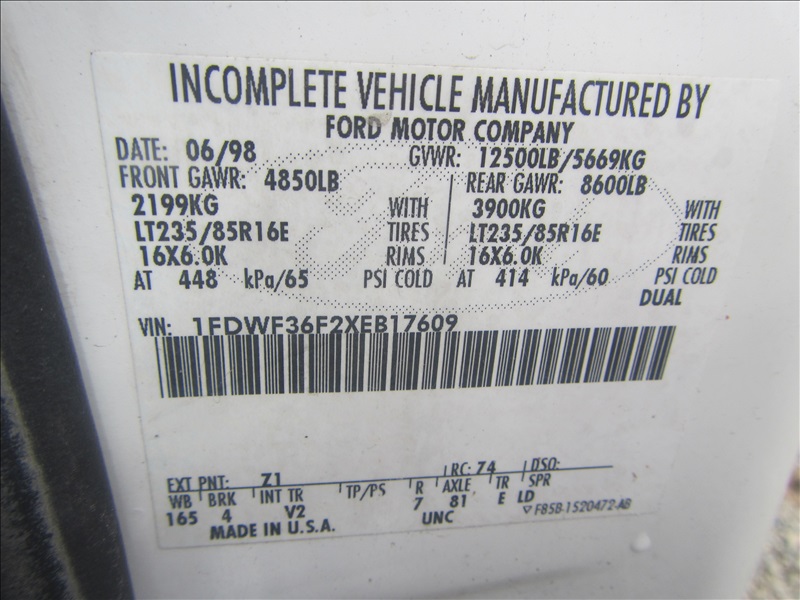 INCOMPLETE VEHICLE MANUFACTURED BY
FORD MOTOR COMPANY
DATE: 06/98 GVWR: 12500LB/5669KG
FRONT GAWR: 4850LB REAR GAWR: 8600LB
2199KG WITH 3900KG WITH
LT235/85R16E TIRES LT235/85R16E TIRES
16X6.0K RIMS 16X6.0K RIMS
AT 448 kPa/65 PSI COLD AT 414 kPa/60 PSI COLD
DUAL
VIN: 1FDWF36F2XEB17609
EXT PNT: Z1 RC: 74 DSO:
WB BRK INT TR TP/PS R AXLE TR SPR
165 4 V2 7 81 E LD
MADE IN U.S.A. UNC ▽ F85B-1520472-AB